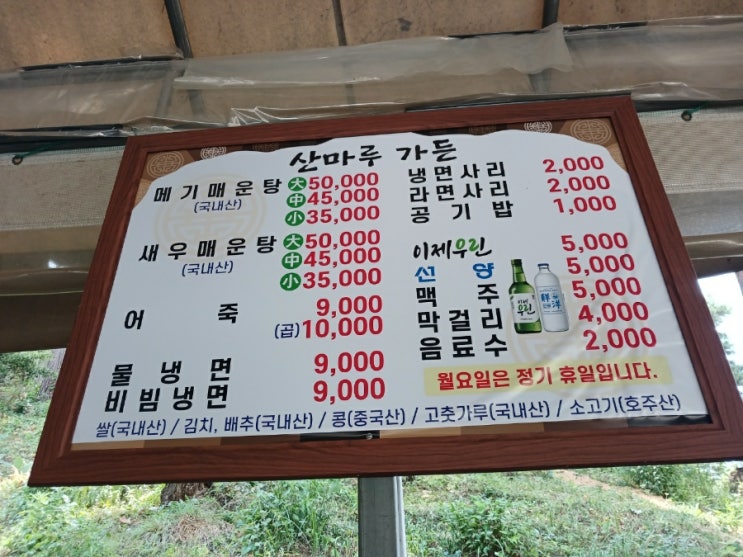 산마루 가든
메기매운탕 大 50,000
(국내산) 中 45,000
小 35,000
새우매운탕 大 50,000
(국내산) 中 45,000
小 35,000
어죽 9,000
(곱) 10,000
물냉면 9,000
비빔냉면 9,000
냉면사리 2,000
라면사리 2,000
공기밥 1,000
이제우린 5,000
선양 5,000
맥주 5,000
막걸리 4,000
음료수 2,000
이제
우린
鮮洋
월요일은 정기 휴일입니다.
쌀(국내산) / 김치, 배추(국내산) / 콩(중국산) / 고춧가루(국내산) / 소고기(호주산)